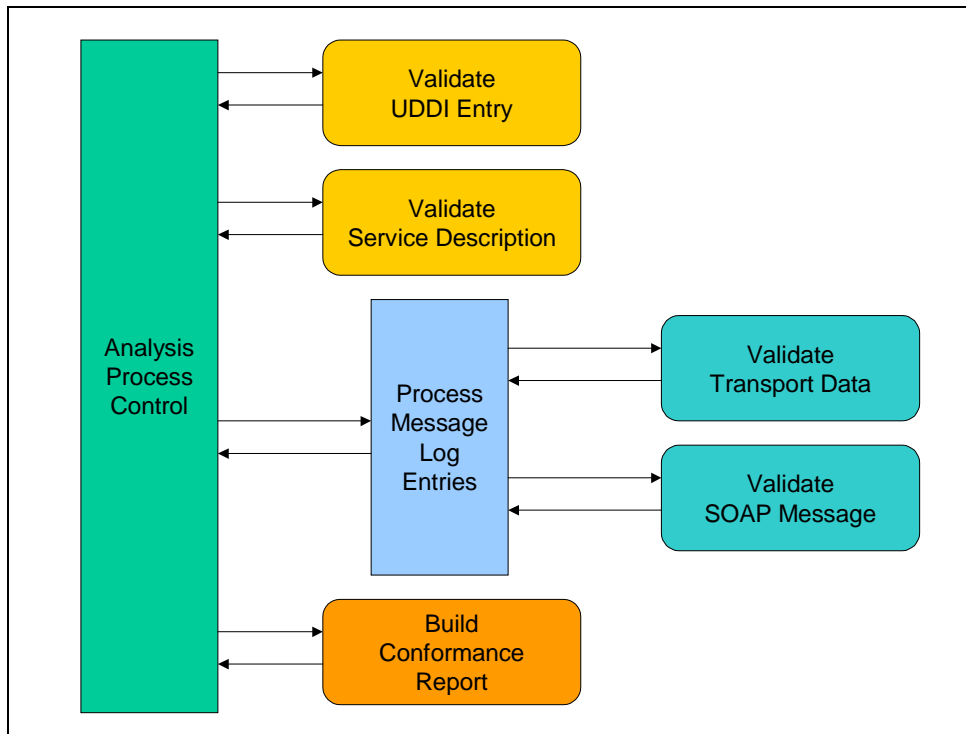 Validate
UDDI Entry
Validate
Service Description
Analysis
Process
Control
Process
Message
Log
Entries
Validate
Transport Data
Validate
SOAP Message
Build
Conformance
Report